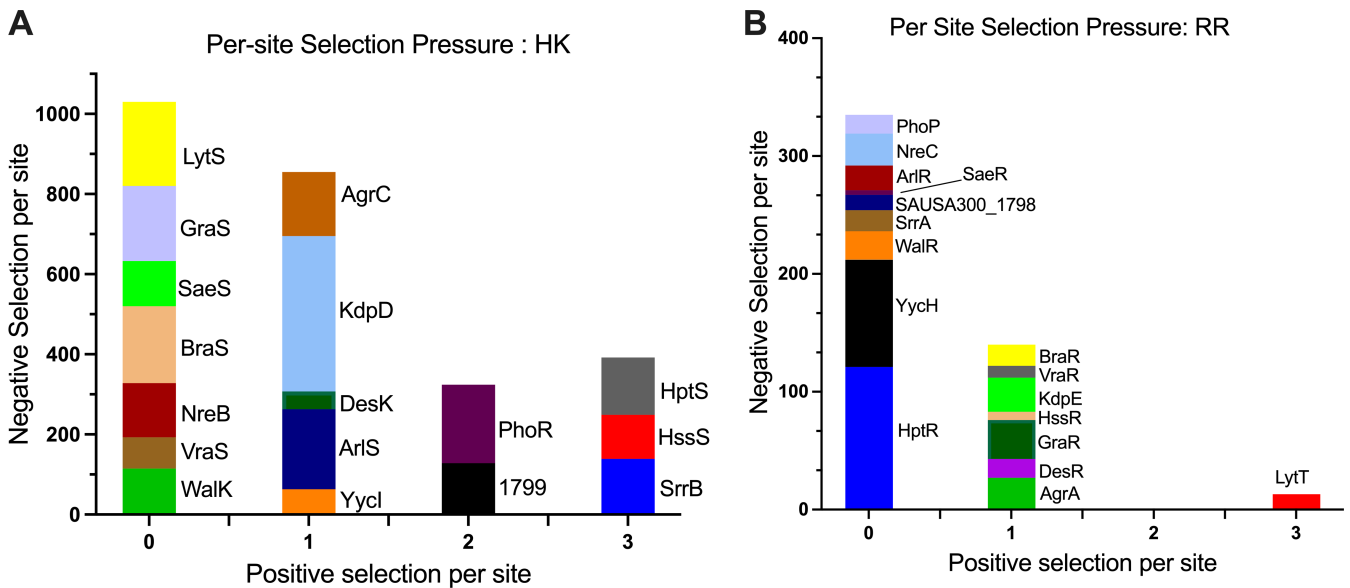 A
Per-site Selection Pressure : HK
Negative Selection per site
1000
800
600
400
200
0
LytS
GraS
SaeS
BraS
NreB
VraS
WalK
AgrC
KdpD
DesK
ArlS
YycI
PhoR
1799
HptS
HssS
SrrB
0 1 2 3
Positive selection per site
B
Per Site Selection Pressure: RR
Negative Selection per site
400
300
200
100
0
PhoP
NreC
ArlR
SaeR
SAUSA300_1798
SrrA
WalR
YycH
HptR
BraR
VraR
KdpE
HssR
GraR
DesR
AgrA
LytT
0 1 2 3
Positive selection per site